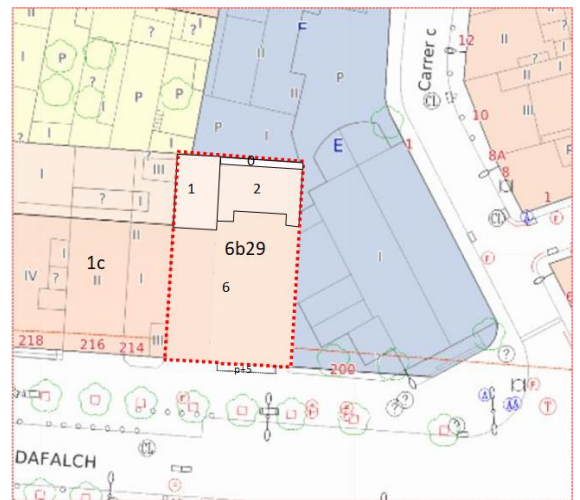 II
?
?
I
I
P
P
P
?
P
P
?
I
E
II
P
II
P
I
Carrer c
12
II
II
III
10
8A
8
1
E
1
I
III
?
I
0
1
2
II
1c
I
?
IV
?
II
I
III
6b29
6
I
218
216
214
200
p+5
DAFALCH